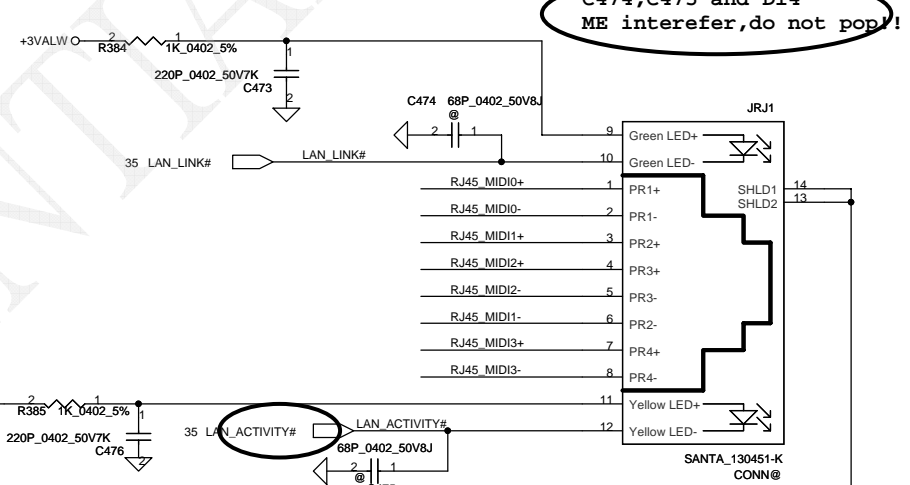 C474,C475 and D14
ME interefer,do not pop!!
+3VALW
2
R384
1
1K_0402_5%
1
220P_0402_50V7K
C473
2
C474 68P_0402_50V8J
@
2
1
JRJ1
9
Green LED+
35 LAN_LINK#
LAN_LINK#
10
Green LED-
RJ45_MIDI0+
1
PR1+
SHLD1
14
RJ45_MIDI0-
2
PR1-
SHLD2
13
RJ45_MIDI1+
3
PR2+
RJ45_MIDI2+
4
PR3+
RJ45_MIDI2-
5
PR3-
RJ45_MIDI1-
6
PR2-
RJ45_MIDI3+
7
PR4+
RJ45_MIDI3-
8
PR4-
2
R385
1
1K_0402_5%
1
220P_0402_50V7K
C476
2
11
Yellow LED+
35 LAN_ACTIVITY#
LAN_ACTIVITY#
12
Yellow LED-
68P_0402_50V8J
2
1
@
SANTA_130451-K
CONN@